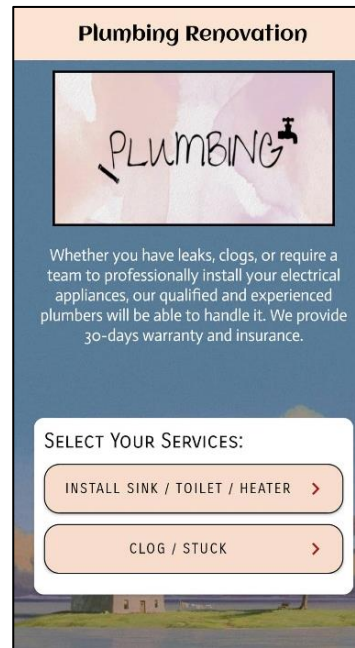 Plumbing Renovation
PLUMBING
Whether you have leaks, clogs, or require a
team to professionally install your electrical
appliances, our qualified and experienced
plumbers will be able to handle it. We provide
30-days warranty and insurance.
SELECT YOUR SERVICES:
INSTALL SINK / TOILET / HEATER
CLOG / STUCK